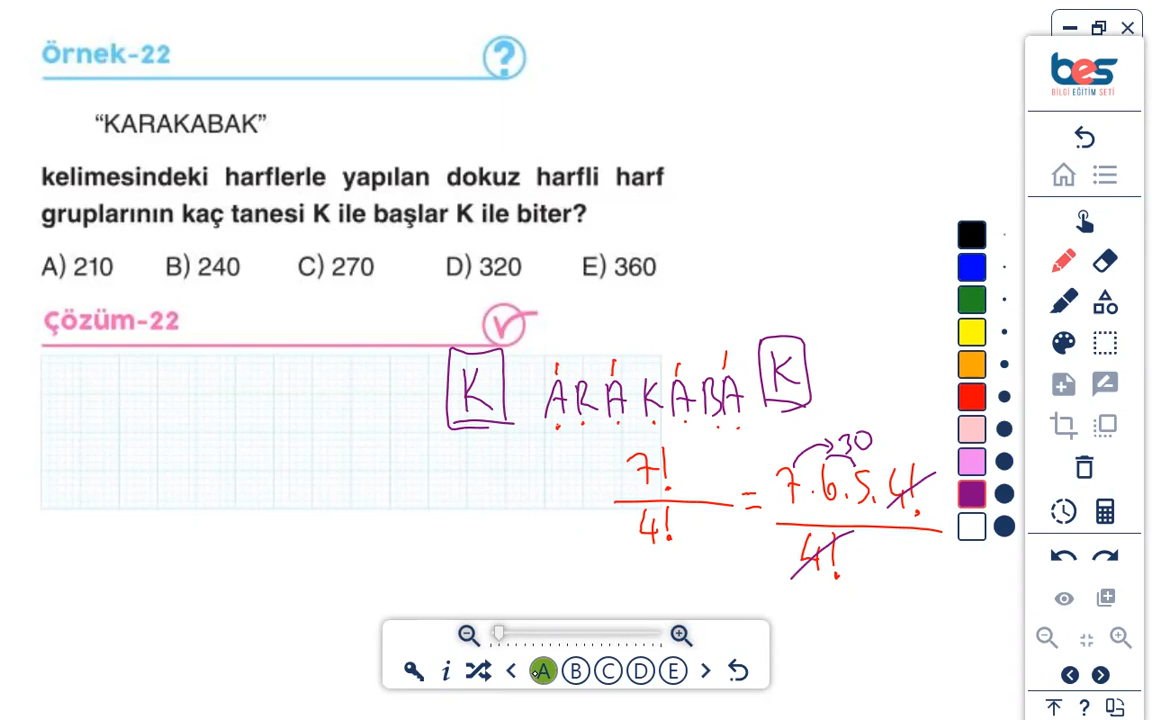 Örnek-22
?
“KARAKABAK”
kelimesindeki harflerle yapılan dokuz harfli harf
gruplarının kaç tanesi K ile başlar K ile biter?
A) 210 B) 240 C) 270 D) 320 E) 360
Çözüm-22
K A R A K A B A K
7!
4!
=
7.6.5.4!
4!
30
bes
BİLGİ EĞİTİM SETİ
i
A B C D E
?